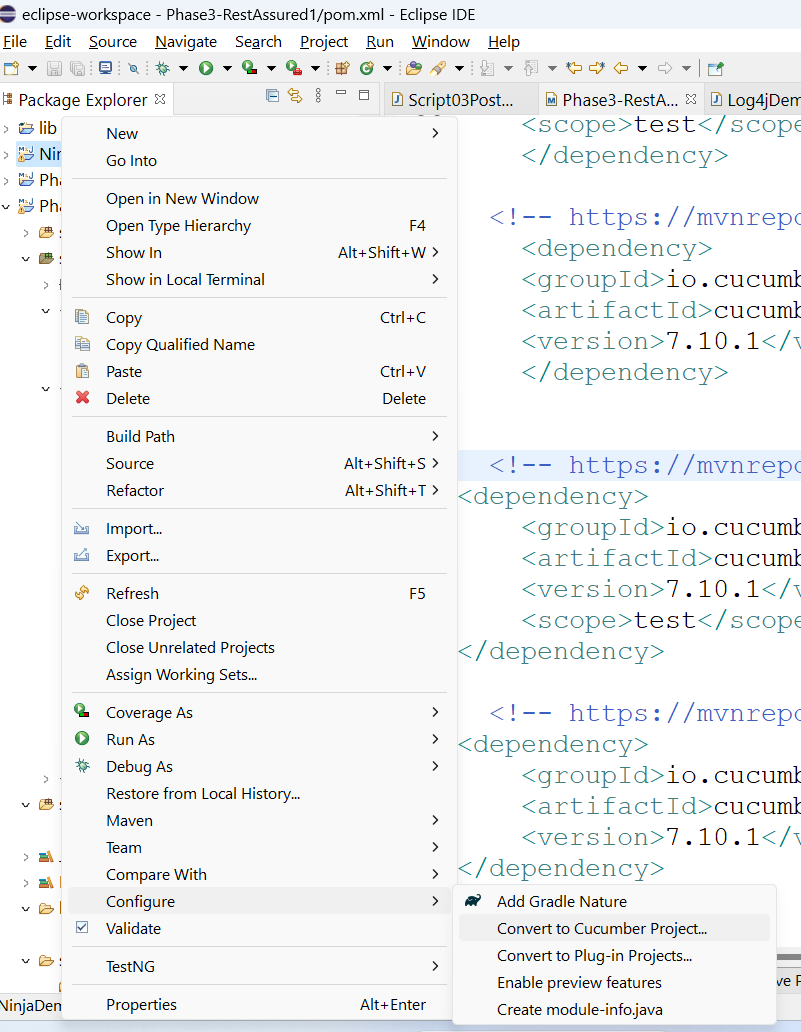 eclipse-workspace - Phase3-RestAssured1/pom.xml - Eclipse IDE
File Edit Source Navigate Search Project Run Window Help
Package Explorer
Script03Post...
Phase3-RestA...
Log4jDem
lib
Nin
Pha
Pha
New
Go Into
Open in New Window
Open Type Hierarchy F4
Show In Alt+Shift+W
Show in Local Terminal
Copy Ctrl+C
Copy Qualified Name
Paste Ctrl+V
Delete Delete
Build Path
Source Alt+Shift+S
Refactor Alt+Shift+T
Import...
Export...
Refresh F5
Close Project
Close Unrelated Projects
Assign Working Sets...
Coverage As
Run As
Debug As
Restore from Local History...
Maven
Team
Compare With
Configure
Validate
TestNG
Properties Alt+Enter
Add Gradle Nature
Convert to Cucumber Project...
Convert to Plug-in Projects...
Enable preview features
Create module-info.java
<scope>test</scope
</dependency>
<!-- https://mvnrepo
<dependency>
<groupId>io.cucumb
<artifactId>cucumb
<version>7.10.1</v
</dependency>
<!-- https://mvnrepo
<dependency>
<groupId>io.cucumb
<artifactId>cucumb
<version>7.10.1</v
<scope>test</scope
</dependency>
<!-- https://mvnrepo
<dependency>
<groupId>io.cucumb
<artifactId>cucumb
<version>7.10.1</v
</dependency>
NinjaDem